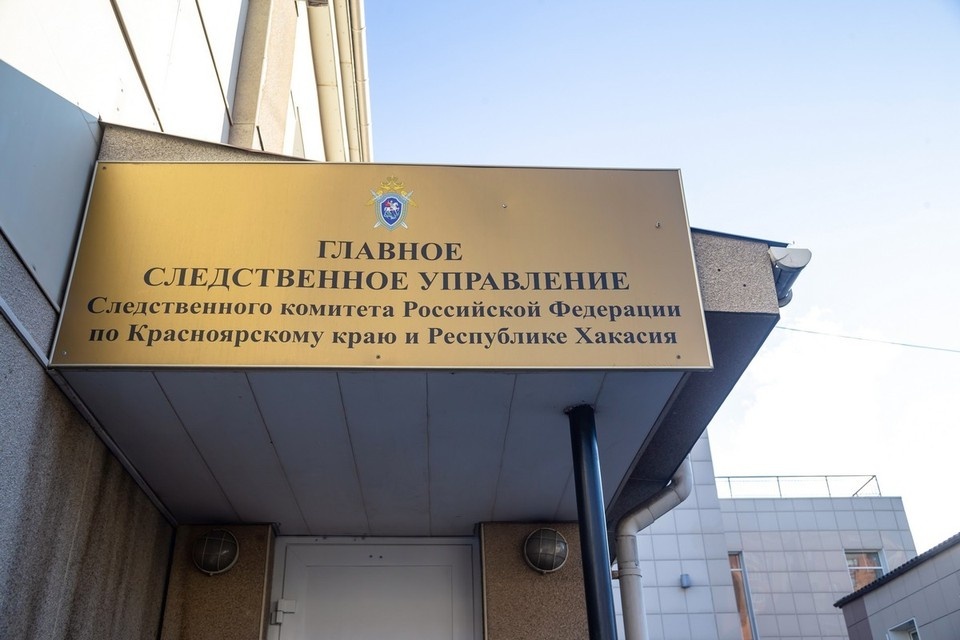 ГЛАВНОЕ
СЛЕДСТВЕННОЕ УПРАВЛЕНИЕ
Следственного комитета Российской Федерации
по Красноярскому краю и Республике Хакасия